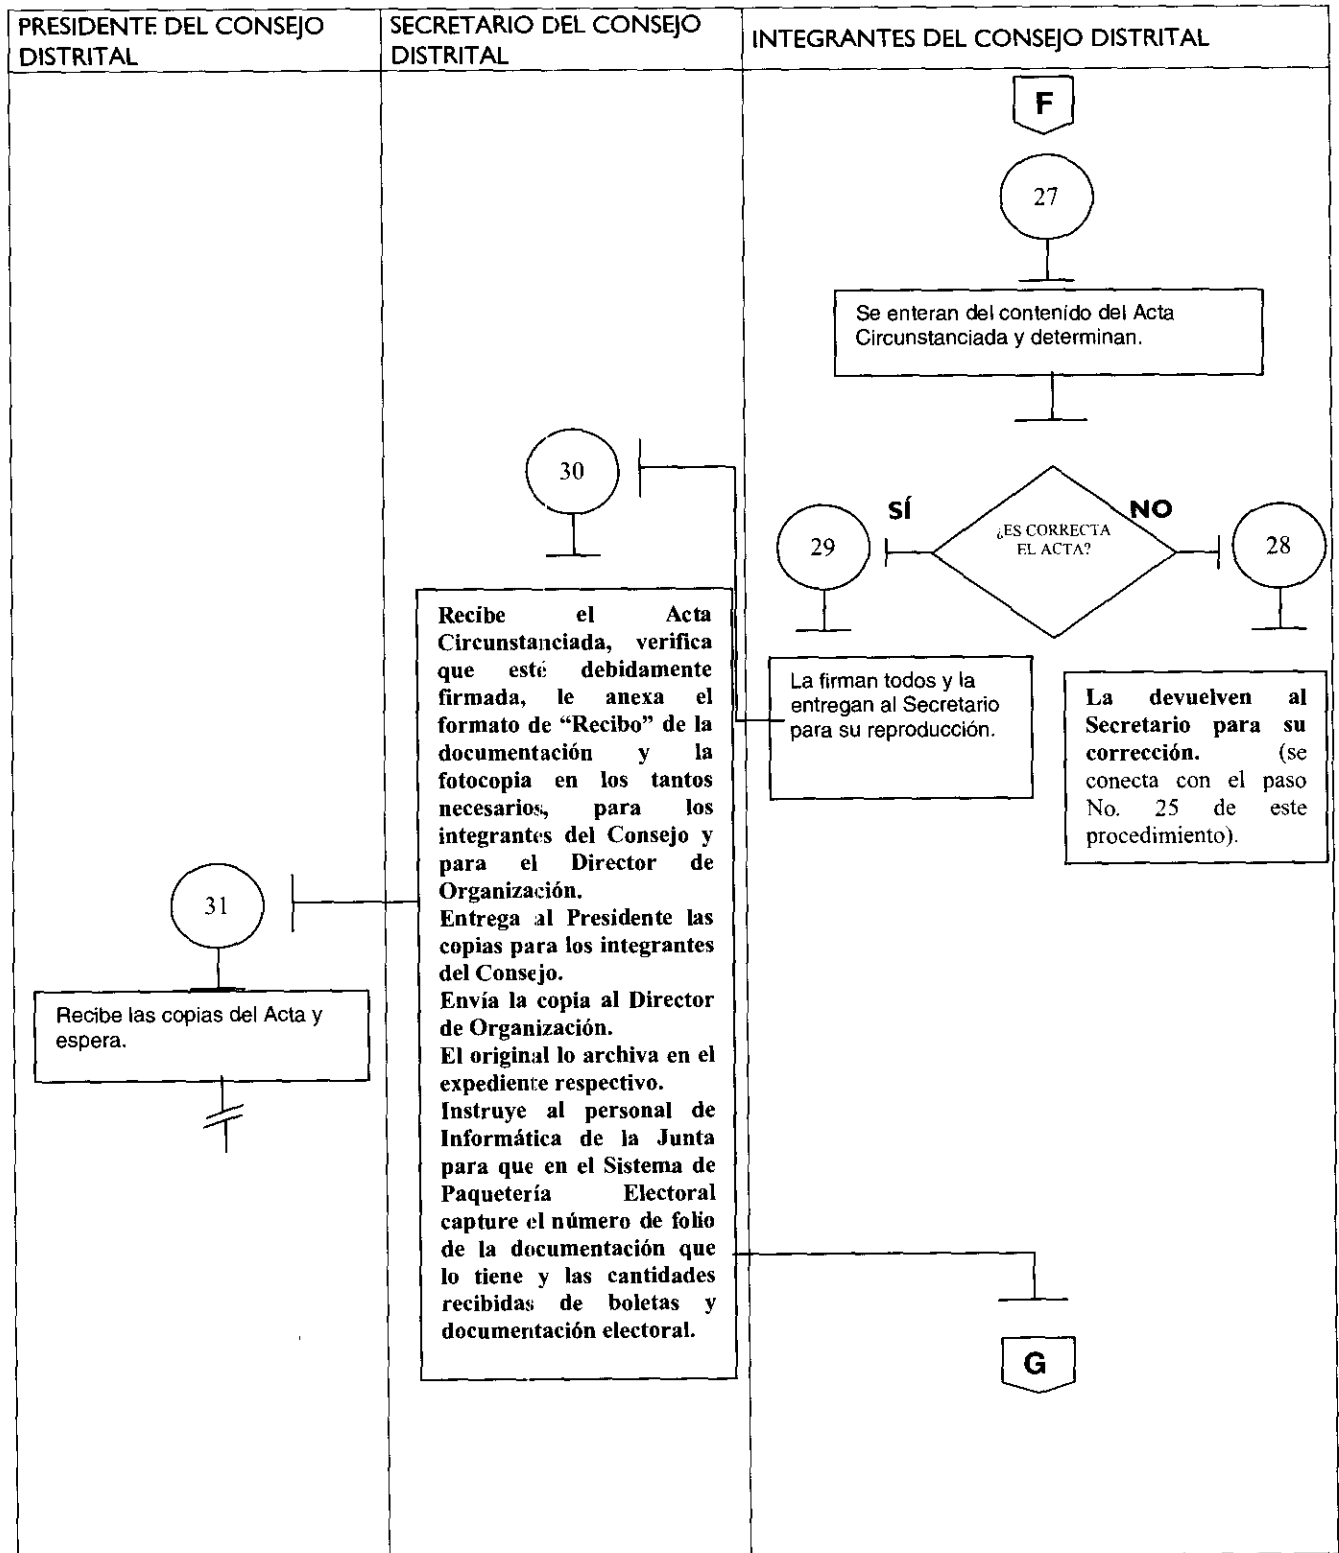 PRESIDENTE DEL CONSEJO
DISTRITAL
SECRETARIO DEL CONSEJO
DISTRITAL
INTEGRANTES DEL CONSEJO DISTRITAL
F
27
Se enteran del contenido del Acta
Circunstanciada y determinan.
¿ES CORRECTA
EL ACTA?
SÍ
NO
28
La devuelven al
Secretario para su
corrección. (se
conecta con el paso
No. 25 de este
procedimiento).
29
La firman todos y la
entregan al Secretario
para su reproducción.
30
Recibe el Acta
Circunstanciada, verifica
que esté debidamente
firmada, le anexa el
formato de “Recibo” de la
documentación y la
fotocopia en los tantos
necesarios, para los
integrantes del Consejo y
para el Director de
Organización.
Entrega al Presidente las
copias para los integrantes
del Consejo.
Envía la copia al Director
de Organización.
El original lo archiva en el
expediente respectivo.
Instruye al personal de
Informática de la Junta
para que en el Sistema de
Paquetería Electoral
capture el número de folio
de la documentación que
lo tiene y las cantidades
recibidas de boletas y
documentación electoral.
31
Recibe las copias del Acta y
espera.
G